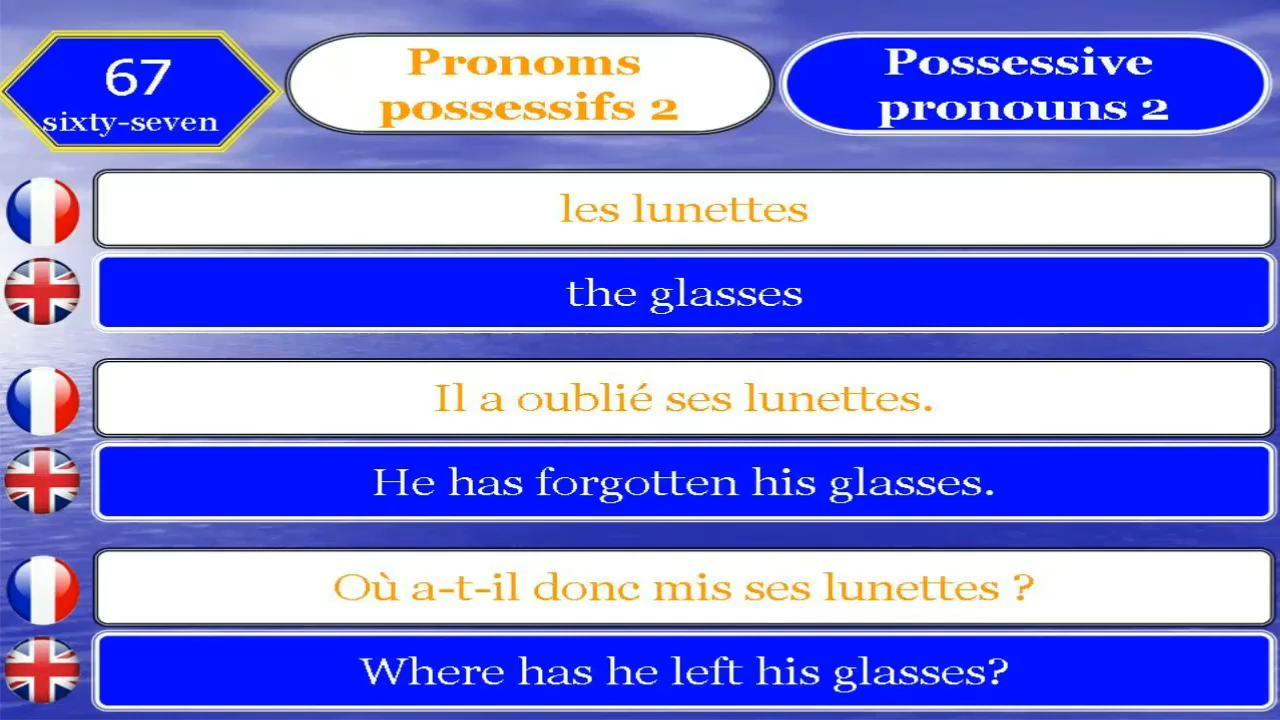 67
sixty-seven
Pronoms
possessifs 2
Possessive
pronouns 2
les lunettes
the glasses
Il a oublié ses lunettes.
He has forgotten his glasses.
Où a-t-il donc mis ses lunettes ?
Where has he left his glasses?